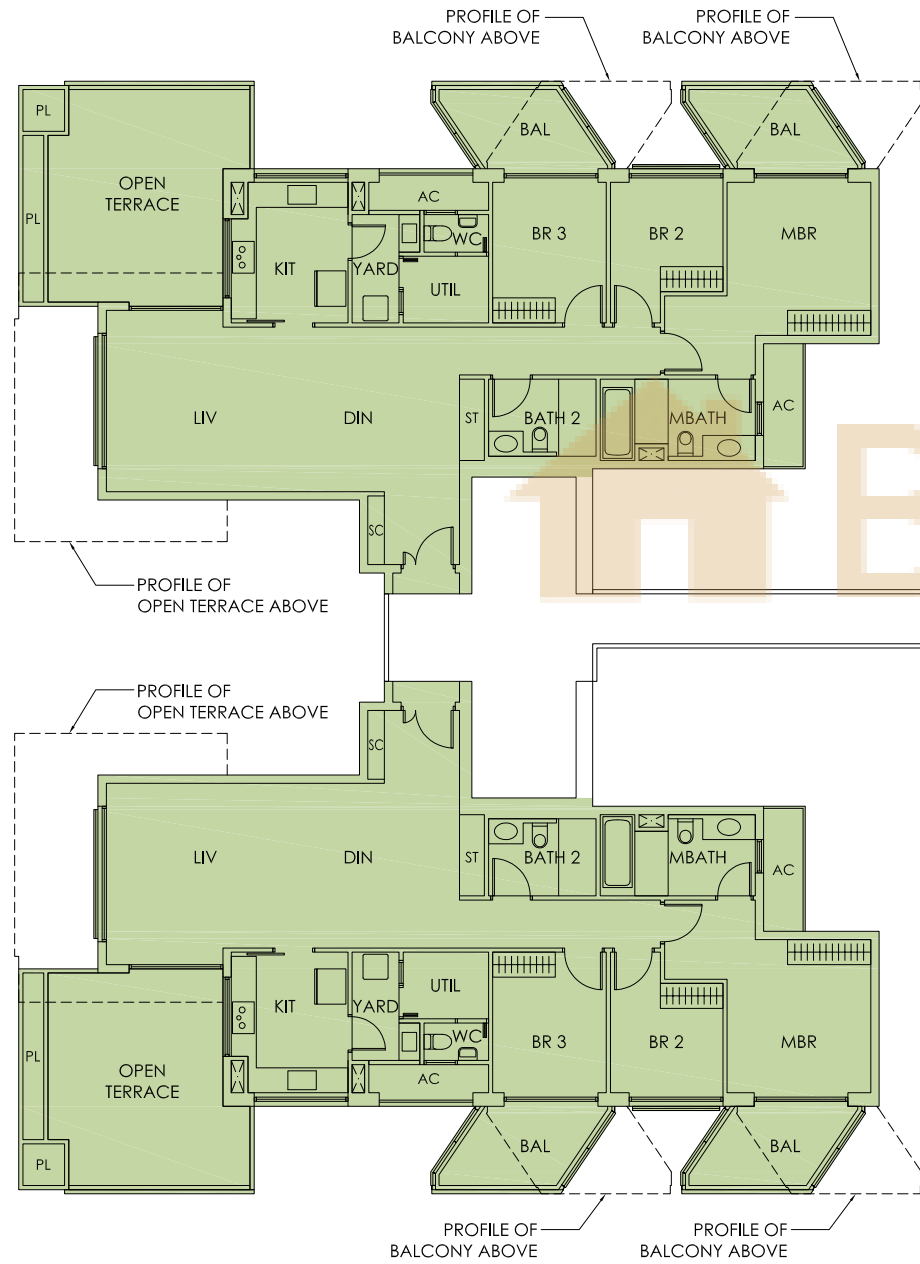 PROFILE OF
BALCONY ABOVE
PROFILE OF
BALCONY ABOVE
PL
BAL
BAL
OPEN
TERRACE
PL
AC
WC
BR 3
BR 2
MBR
KIT
YARD
UTIL
LIV
DIN
ST
BATH 2
MBATH
AC
E
SC
PROFILE OF
OPEN TERRACE ABOVE
PROFILE OF
OPEN TERRACE ABOVE
SC
LIV
DIN
ST
BATH 2
MBATH
AC
KIT
YARD
UTIL
WC
BR 3
BR 2
MBR
PL
OPEN
TERRACE
AC
PL
BAL
BAL
PROFILE OF
BALCONY ABOVE
PROFILE OF
BALCONY ABOVE